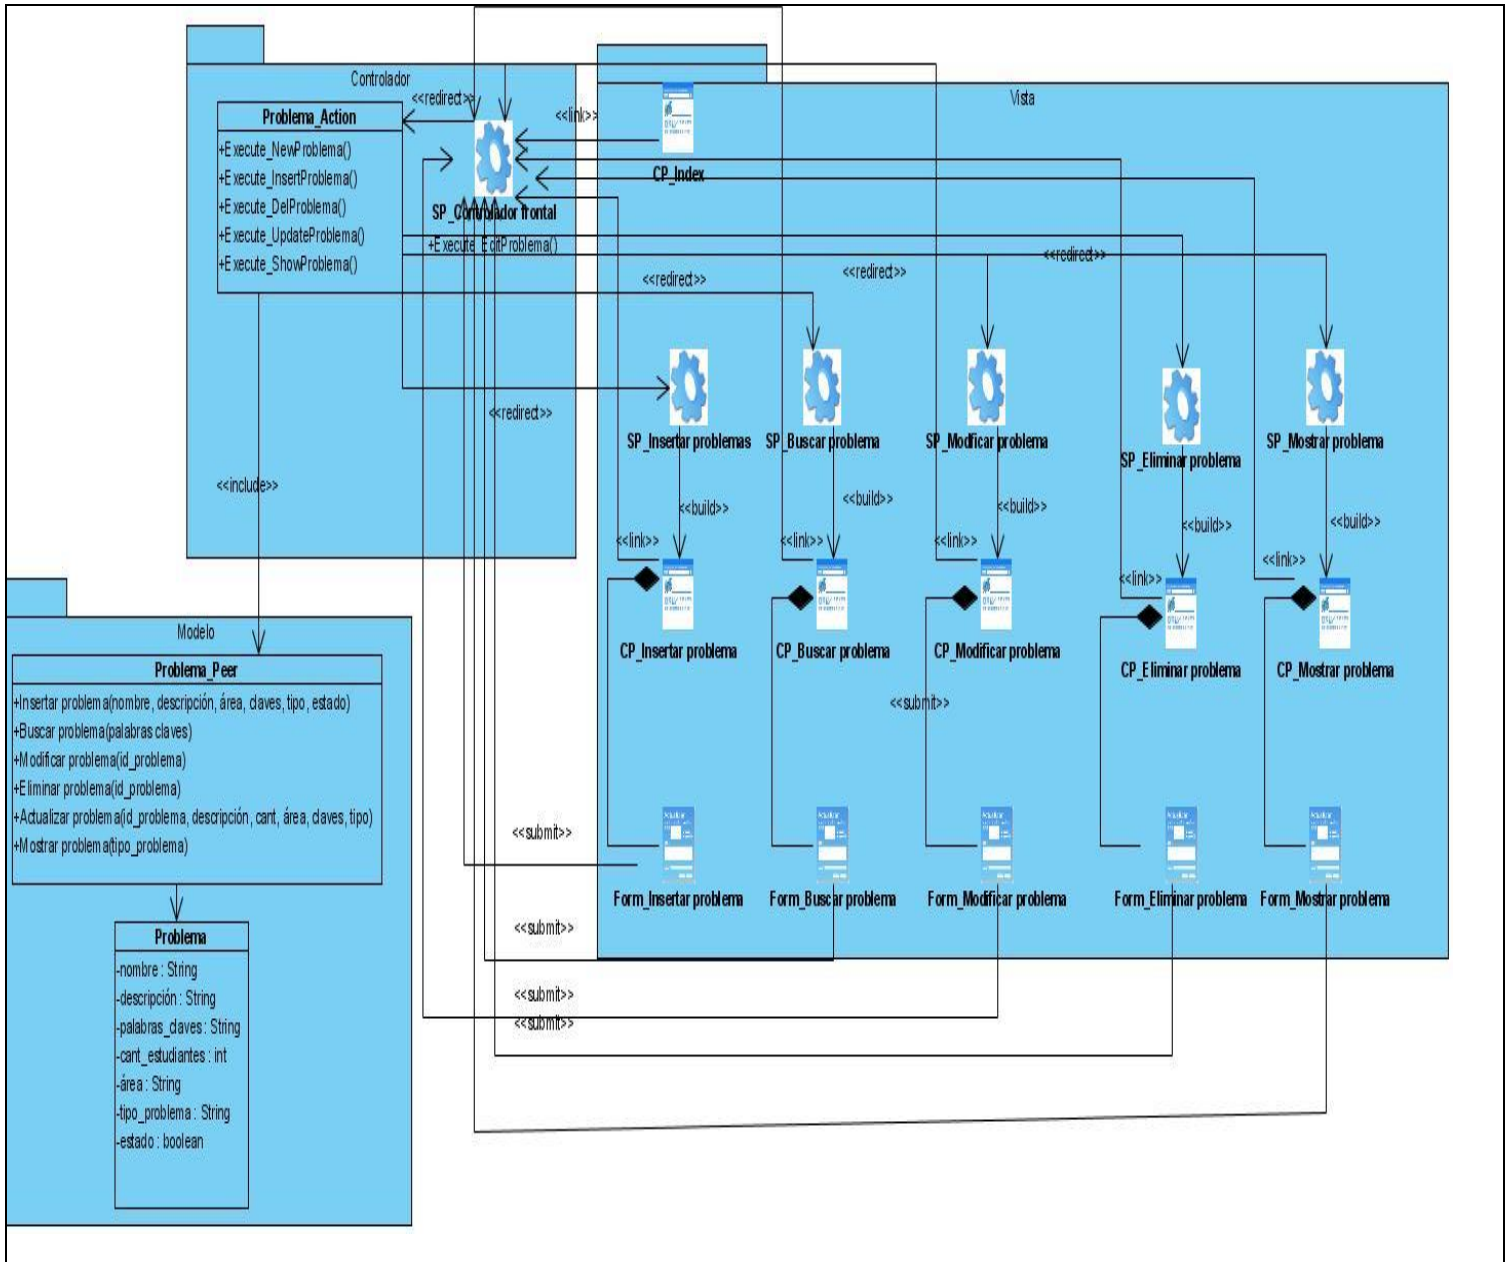 Controlador
Vista
<<redirect>>
<<link>>
Problema_Action
+Execute_NewProblema()
+Execute_InsertProblema()
+Execute_DelProblema()
+Execute_UpdateProblema()
+Execute_ShowProblema()
CP_Index
SP_Controlador frontal
+Execute_EditProblema()
<<redirect>>
<<redirect>>
<<redirect>>
<<redirect>>
SP_Insertar problemas
SP_Buscar problema
SP_Modificar problema
SP_Eliminar problema
SP_Mostrar problema
<<include>>
<<build>>
<<build>>
<<build>>
<<build>>
<<build>>
<<link>>
<<link>>
<<link>>
<<link>>
<<link>>
CP_Insertar problema
CP_Buscar problema
CP_Modificar problema
CP_Eliminar problema
CP_Mostrar problema
Modelo
Problema_Peer
+Insertar problema(nombre, descripción, área, claves, tipo, estado)
+Buscar problema(palabras claves)
+Modificar problema(id_problema)
+Eliminar problema(id_problema)
+Actualizar problema(id_problema, descripción, cant, área, claves, tipo)
+Mostrar problema(tipo_problema)
<<submit>>
<<submit>>
Form_Insertar problema
Form_Buscar problema
Form_Modificar problema
Form_Eliminar problema
Form_Mostrar problema
<<submit>>
<<submit>>
<<submit>>
Problema
-nombre : String
-descripción : String
-palabras_claves : String
-cant_estudiantes : int
-área : String
-tipo_problema : String
-estado : boolean